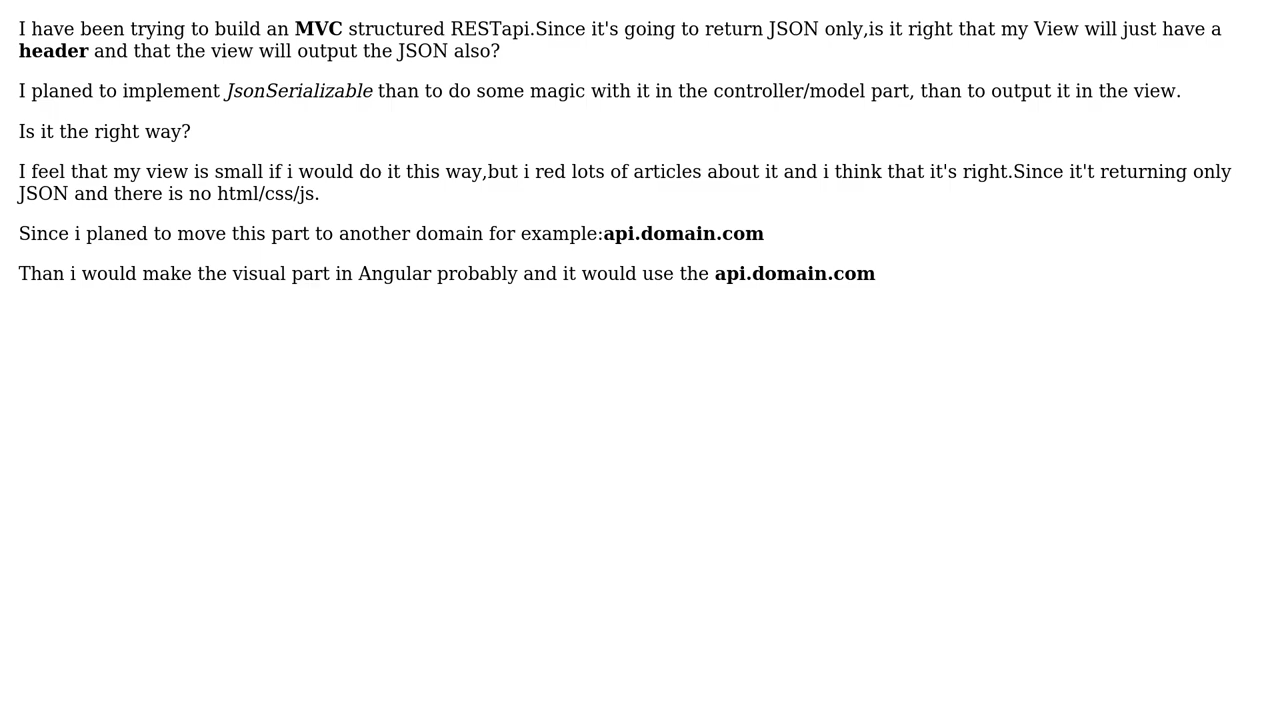 I have been trying to build an MVC structured RESTapi.Since it's going to return JSON only,is it right that my View will just have a
header and that the view will output the JSON also?
I planed to implement JsonSerializable than to do some magic with it in the controller/model part, than to output it in the view.
Is it the right way?
I feel that my view is small if i would do it this way,but i red lots of articles about it and i think that it's right.Since it't returning only
JSON and there is no html/css/js.
Since i planed to move this part to another domain for example:api.domain.com
Than i would make the visual part in Angular probably and it would use the api.domain.com